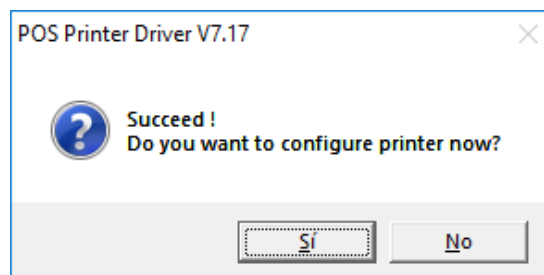 POS Printer Driver V7.17
Succeed !
Do you want to configure printer now?
Sí
No